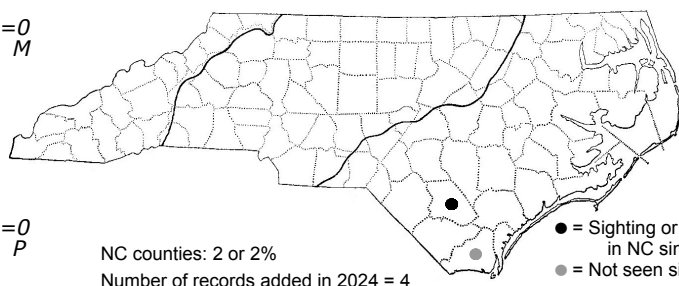 =0
M
=0
P
NC counties: 2 or 2%
Number of records added in 2024 = 4
● = Sighting or
in NC sin
● = Not seen si